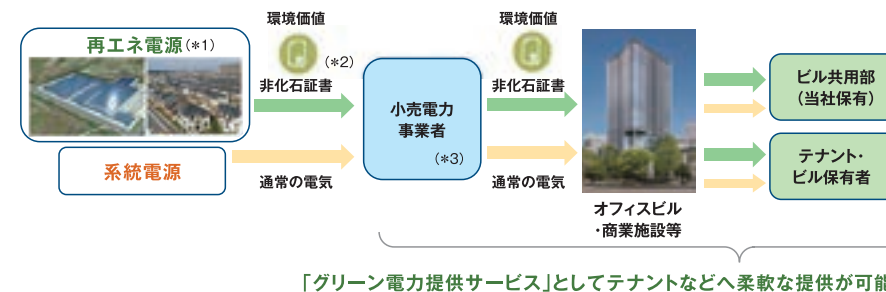 環境価値
環境価値
再エネ電源(*1)
(*2)
非化石証書
非化石証書
小売電力
事業者
(*3)
ビル共用部
(当社保有)
系統電源
通常の電気
通常の電気
テナント・
ビル保有者
オフィスビル
・商業施設等
「グリーン電力提供サービス」としてテナントなどへ柔軟な提供が可